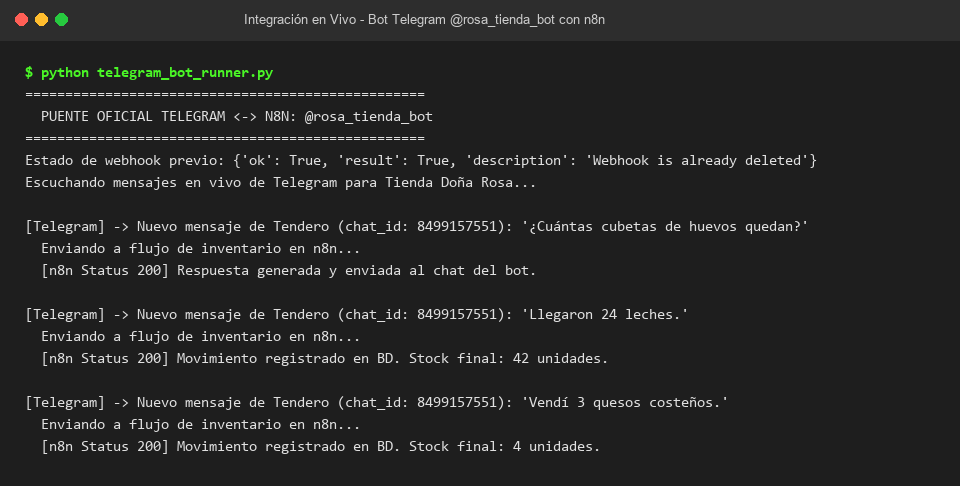 Integración en Vivo - Bot Telegram @rosa_tienda_bot con n8n
$ python telegram_bot_runner.py
==================================================
PUENTE OFICIAL TELEGRAM <-> N8N: @rosa_tienda_bot
==================================================
Estado de webhook previo: {'ok': True, 'result': True, 'description': 'Webhook is already deleted'}
Escuchando mensajes en vivo de Telegram para Tienda Doña Rosa...
[Telegram] -> Nuevo mensaje de Tendero (chat_id: 8499157551): '¿Cuántas cubetas de huevos quedan?'
Enviando a flujo de inventario en n8n...
[n8n Status 200] Respuesta generada y enviada al chat del bot.
[Telegram] -> Nuevo mensaje de Tendero (chat_id: 8499157551): 'Llegaron 24 leches.'
Enviando a flujo de inventario en n8n...
[n8n Status 200] Movimiento registrado en BD. Stock final: 42 unidades.
[Telegram] -> Nuevo mensaje de Tendero (chat_id: 8499157551): 'Vendí 3 quesos costeños.'
Enviando a flujo de inventario en n8n...
[n8n Status 200] Movimiento registrado en BD. Stock final: 4 unidades.